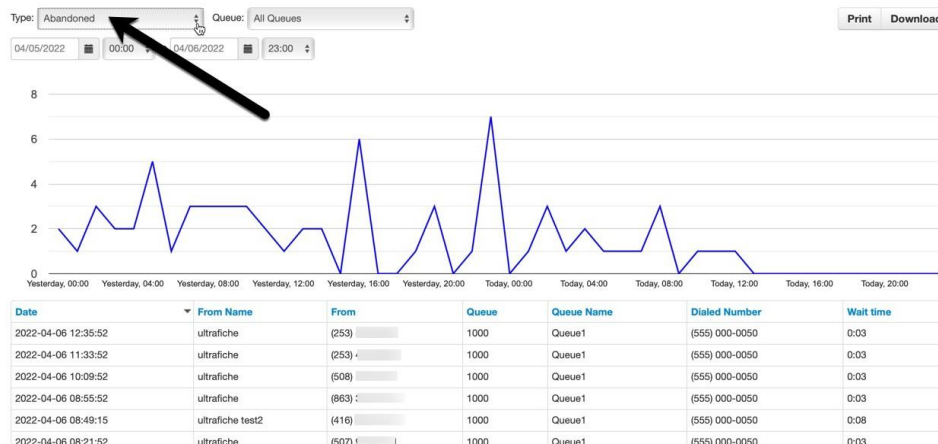 Type: Abandoned Queue: All Queues Print Download
04/05/2022 00:00 04/06/2022 23:00
8
6
4
2
0
Yesterday, 00:00 Yesterday, 04:00 Yesterday, 08:00 Yesterday, 12:00 Yesterday, 16:00 Yesterday, 20:00 Today, 00:00 Today, 04:00 Today, 08:00 Today, 12:00 Today, 16:00 Today, 20:00
Date From Name From Queue Queue Name Dialed Number Wait time
2022-04-06 12:35:52 ultrafiche (253) 1000 Queue1 (555) 000-0050 0:03
2022-04-06 11:33:52 ultrafiche (253) 1000 Queue1 (555) 000-0050 0:03
2022-04-06 10:09:52 ultrafiche (508) 1000 Queue1 (555) 000-0050 0:03
2022-04-06 08:55:52 ultrafiche (863) 1000 Queue1 (555) 000-0050 0:03
2022-04-06 08:49:15 ultrafiche test2 (416) 1000 Queue1 (555) 000-0050 0:08
2022-04-06 08:21:52 ultrafiche (507) 1000 Queue1 (555) 000-0050 0:03